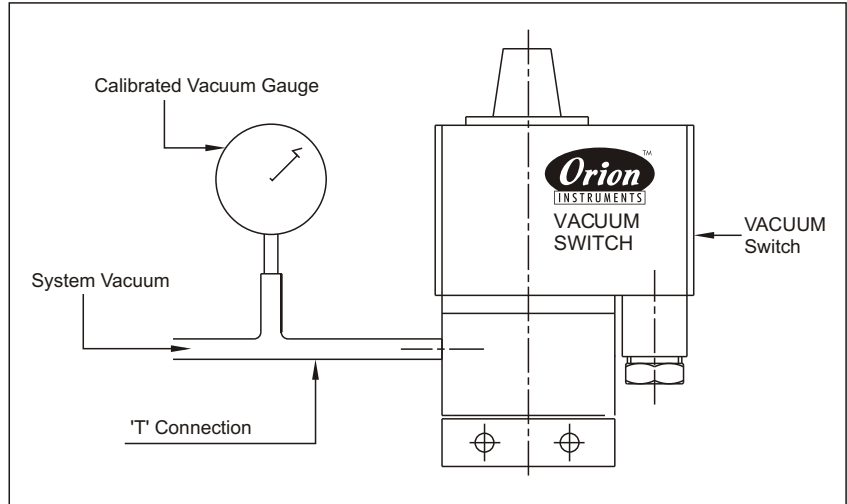 Calibrated Vacuum Gauge
Orion
TM
INSTRUMENTS
VACUUM
SWITCH
VACUUM
Switch
System Vacuum
'T' Connection